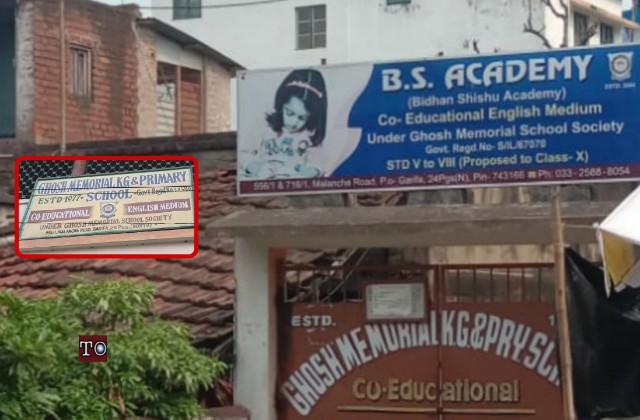 B.S. ACADEMY
(Bidhan Shishu Academy)
Co- Educational English Medium
Under Ghosh Memorial School Society
Govt. Regd.No- S/IL/67070
STD V to VIII (Proposed to Class- X)
556/1 & 716/1, Malancha Road, P.o- Garifa, 24Pgs(N), Pin- 743166 Ph: 033 - 2588 - 8054
GHOSH MEMORIAL KG & PRIMARY
ESTD 1977 SCHOOL
CO-EDUCATIONAL ENGLISH MEDIUM
UNDER GHOSH MEMORIAL SCHOOL SOCIETY
TO
ESTD.
GHOSH MEMORIAL K.G.&PRY.SC
CO-Educational